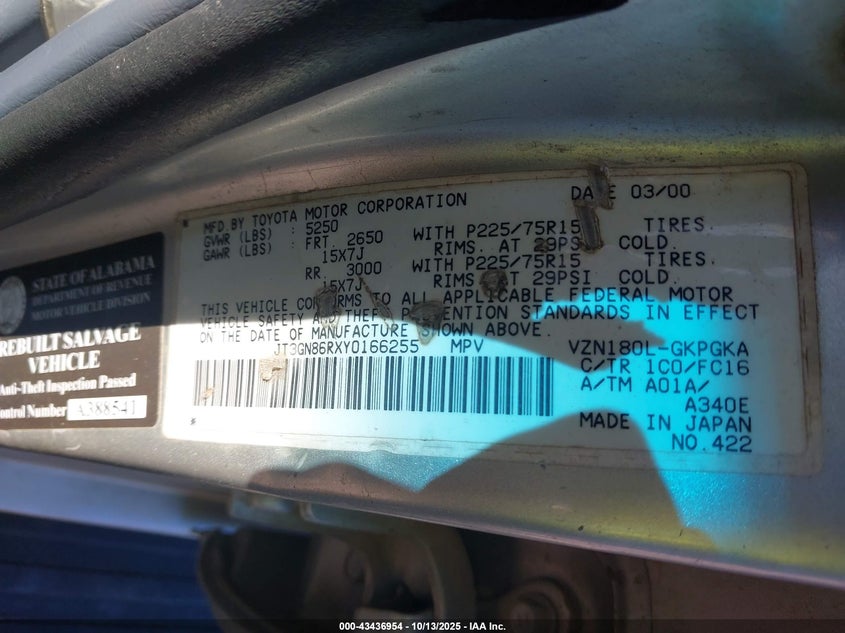 MFD.BY TOYOTA MOTOR CORPORATION DATE 03/00
GVWR (LBS) : 5250
GAWR (LBS) : FRT. 2650 WITH P225/75R15 TIRES.
15X7J RIMS. AT 29PSI COLD.
RR. 3000 WITH P225/75R15 TIRES.
15X7J RIMS. AT 29PSI COLD.
THIS VEHICLE CONFORMS TO ALL APPLICABLE FEDERAL MOTOR
VEHICLE SAFETY AND THEFT PREVENTION STANDARDS IN EFFECT
ON THE DATE OF MANUFACTURE SHOWN ABOVE.
JT3GN86RXY0166255 MPV VZN180L-GKPGKA
C/TR 1C0/FC16
A/TM A01A/
A340E
MADE IN JAPAN
NO.422
STATE OF ALABAMA
DEPARTMENT OF REVENUE
MOTOR VEHICLE DIVISION
REBUILT SALVAGE
VEHICLE
Anti-Theft Inspection Passed
Control Number A388541
000-43436954 - 10/13/2025 - IAA Inc.